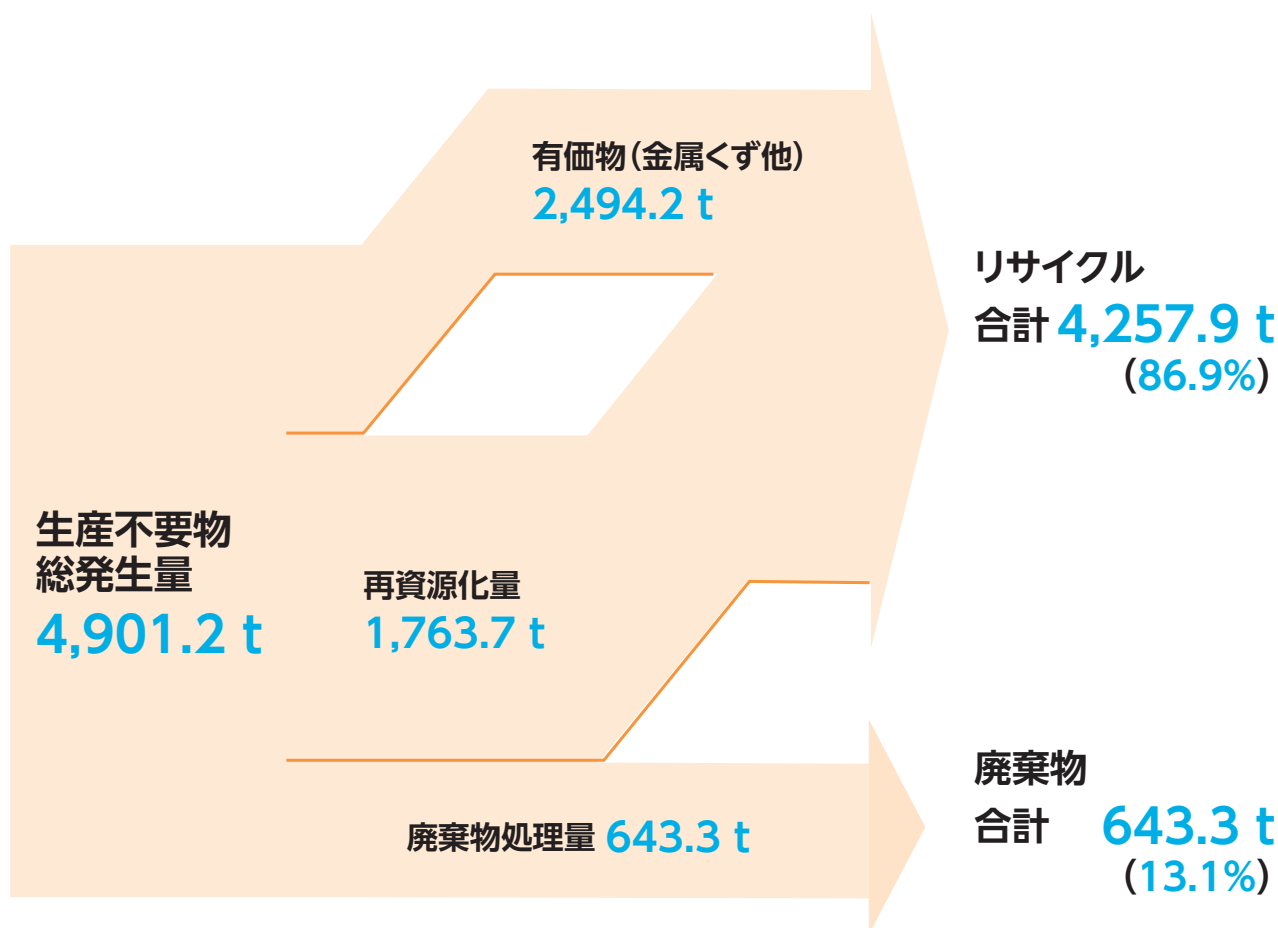 有価物(金属くず他)
2,494.2 t
リサイクル
合計 4,257.9 t
(86.9%)
生産不要物
総発生量
4,901.2 t
再資源化量
1,763.7 t
廃棄物処理量 643.3 t
廃棄物
合計 643.3 t
(13.1%)